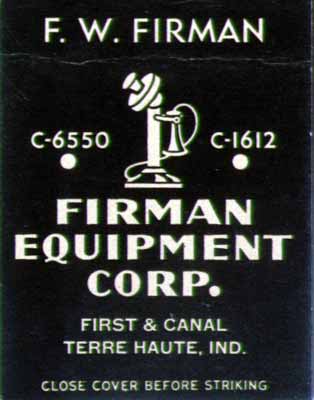 F. W. FIRMAN
C-6550 C-1612
FIRMAN
EQUIPMENT
CORP.
FIRST & CANAL
TERRE HAUTE, IND.
CLOSE COVER BEFORE STRIKING